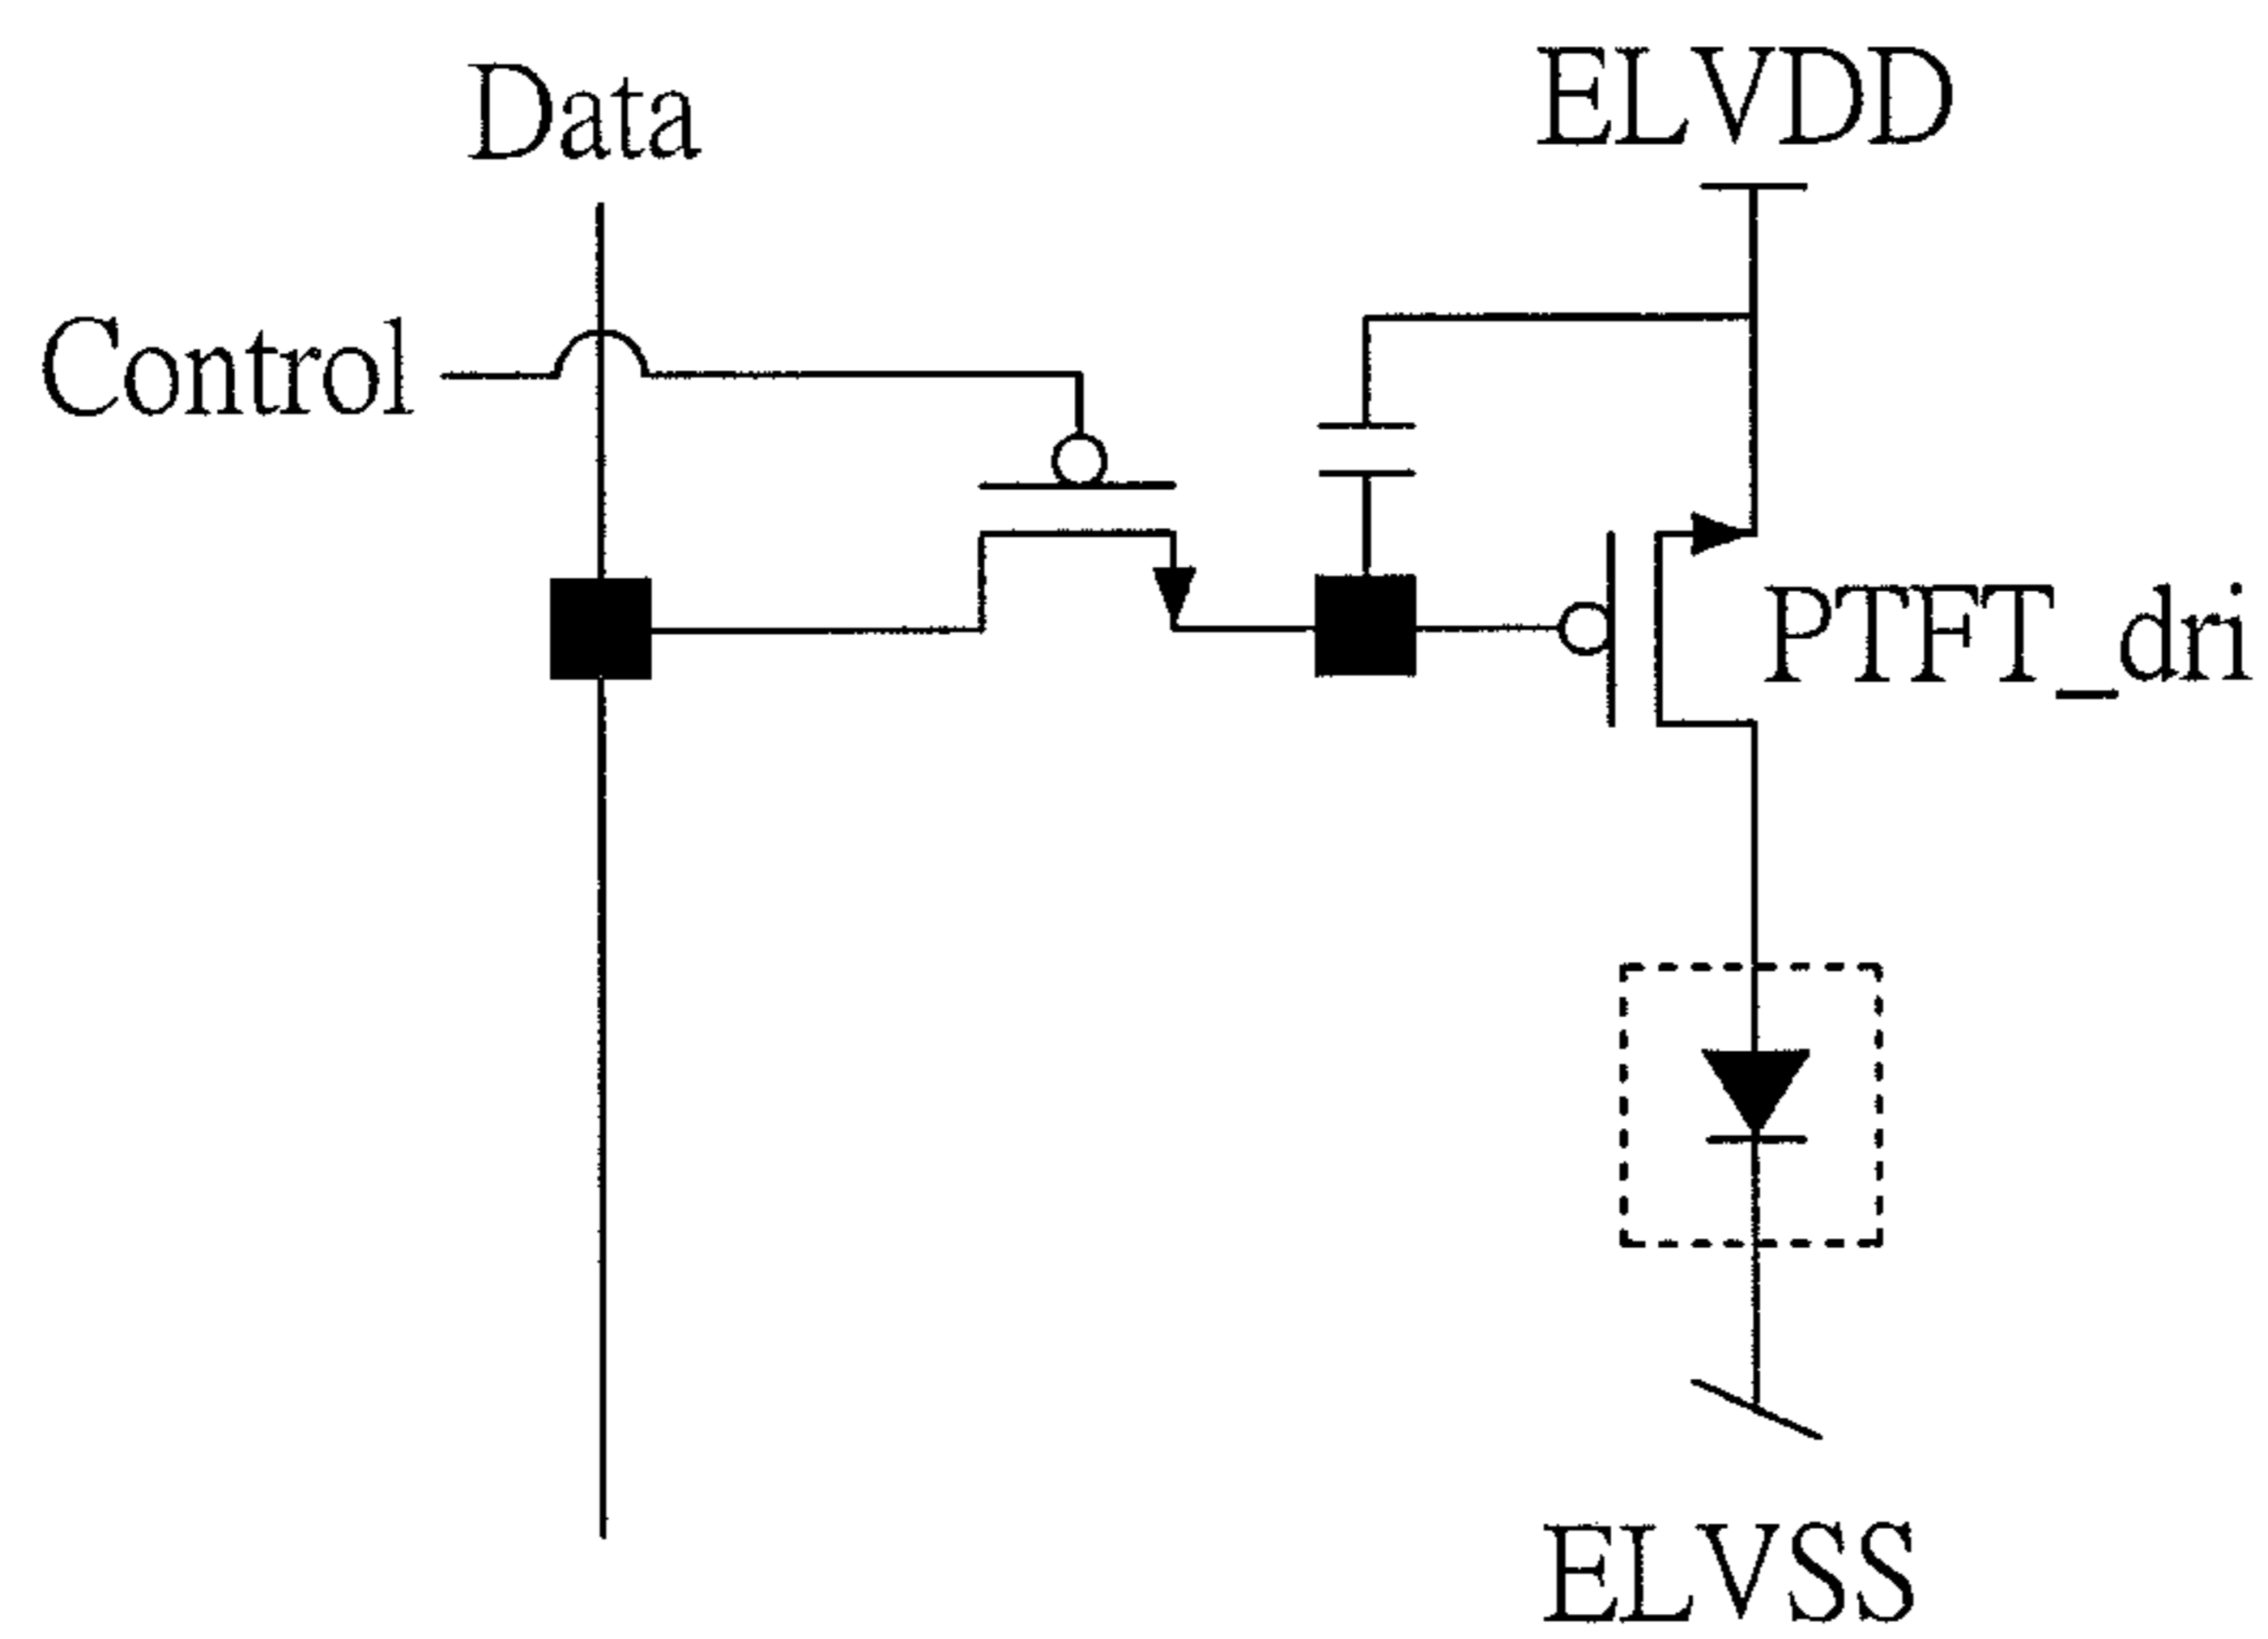 Data
ELVDD
Control
PTFT_dri
ELVSS